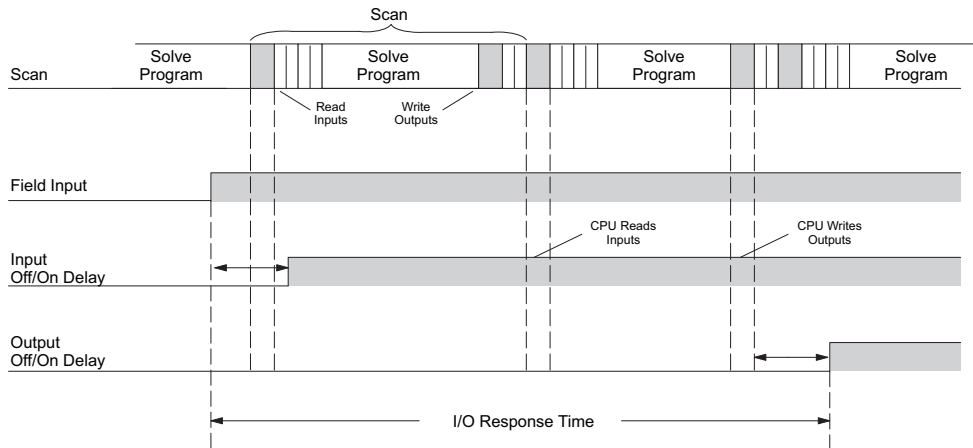 Scan
Solve
Program
Solve
Program
Solve
Program
Solve
Program
Scan
Read
Inputs
Write
Outputs
Field Input
CPU Reads
Inputs
CPU Writes
Outputs
Input
Off/On Delay
Output
Off/On Delay
I/O Response Time